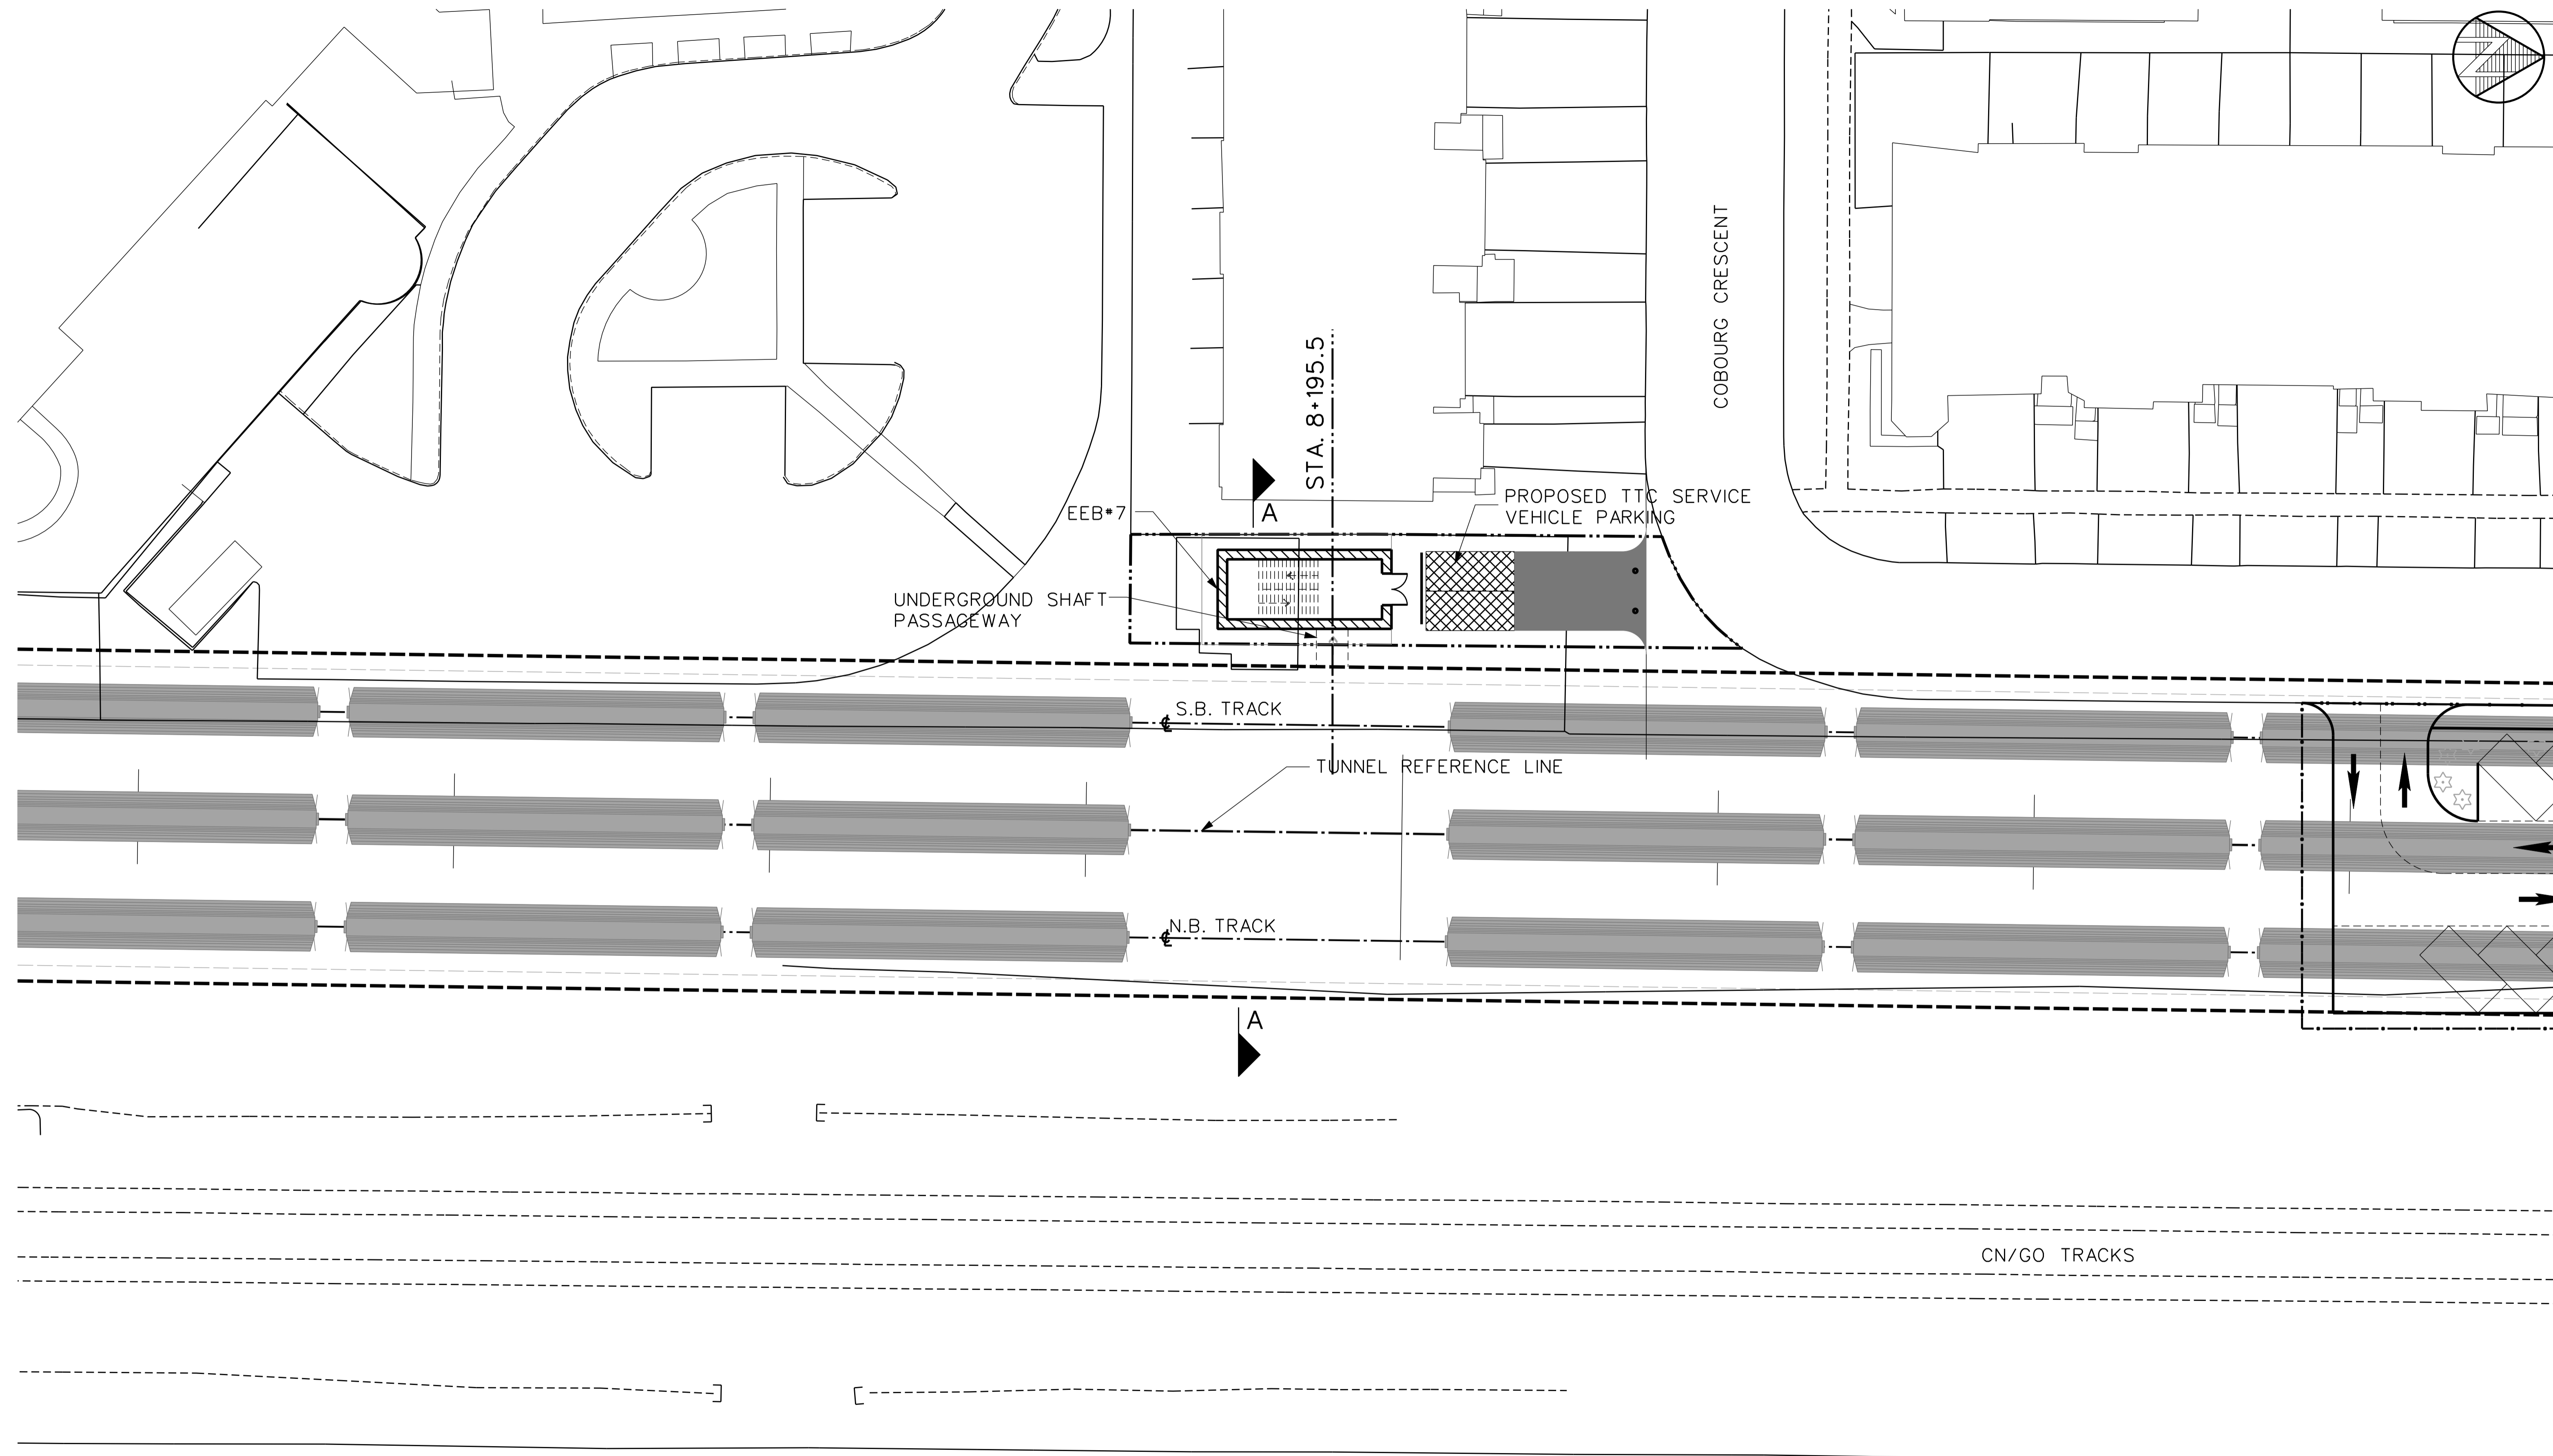 N
COBOURG CRESCENT
STA. 8+195.5
A
EEB#7
PROPOSED TTC SERVICE
VEHICLE PARKING
UNDERGROUND SHAFT
PASSAGEWAY
℄ S.B. TRACK
TUNNEL REFERENCE LINE
℄ N.B. TRACK
A
CN/GO TRACKS